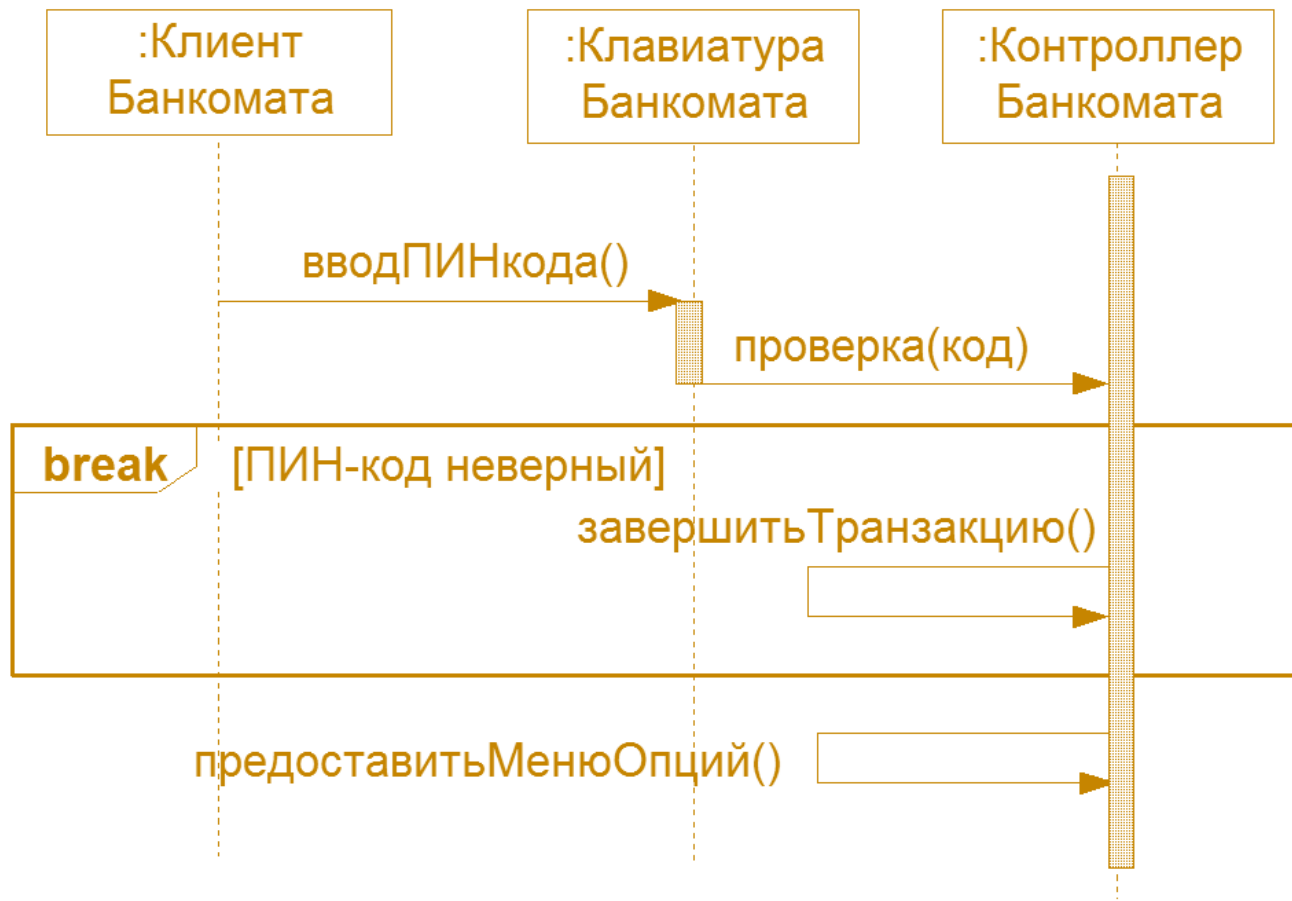 :Клиент
Банкомата
:Клавиатура
Банкомата
:Контроллер
Банкомата
вводПИНкода()
проверка(код)
break
[ПИН-код неверный]
завершитьТранзакцию()
предоставитьМенюОпций()